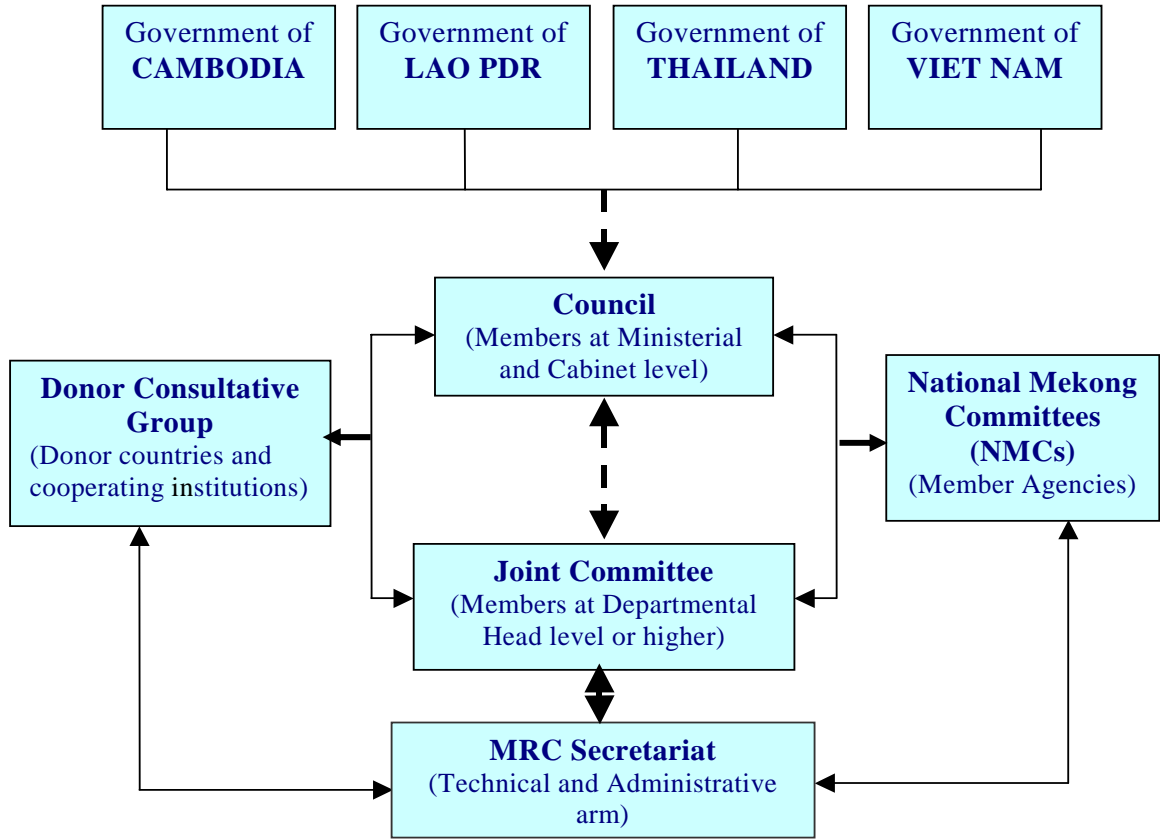 Government of
CAMBODIA
Government of
LAO PDR
Government of
THAILAND
Government of
VIET NAM
Council
(Members at Ministerial
and Cabinet level)
Donor Consultative
Group
(Donor countries and
cooperating institutions)
National Mekong
Committees
(NMCs)
(Member Agencies)
Joint Committee
(Members at Departmental
Head level or higher)
MRC Secretariat
(Technical and Administrative
arm)